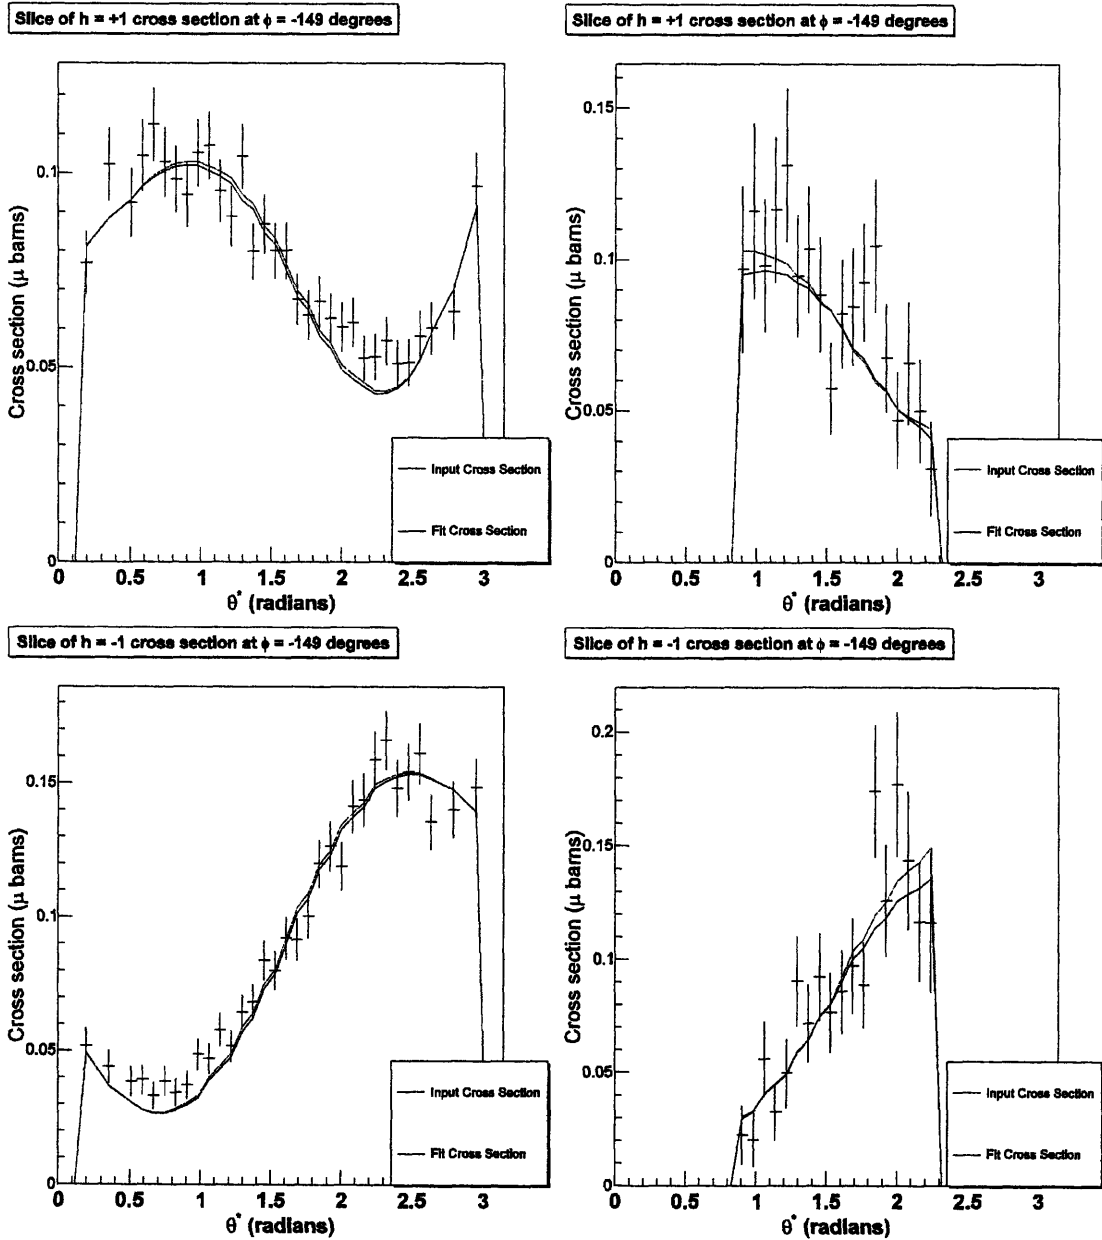 Slice of h = +1 cross section at ϕ = -149 degrees
Cross section (μ barns)
0.1
0.05
0
0 0.5 1 1.5 2 2.5 3
θ* (radians)
Input Cross Section
Fit Cross Section
Slice of h = +1 cross section at ϕ = -149 degrees
Cross section (μ barns)
0.15
0.1
0.05
0
0 0.5 1 1.5 2 2.5 3
θ* (radians)
Input Cross Section
Fit Cross Section
Slice of h = -1 cross section at ϕ = -149 degrees
Cross section (μ barns)
0.15
0.1
0.05
0
0 0.5 1 1.5 2 2.5 3
θ* (radians)
Input Cross Section
Fit Cross Section
Slice of h = -1 cross section at ϕ = -149 degrees
Cross section (μ barns)
0.2
0.15
0.1
0.05
0
0 0.5 1 1.5 2 2.5 3
θ* (radians)
Input Cross Section
Fit Cross Section